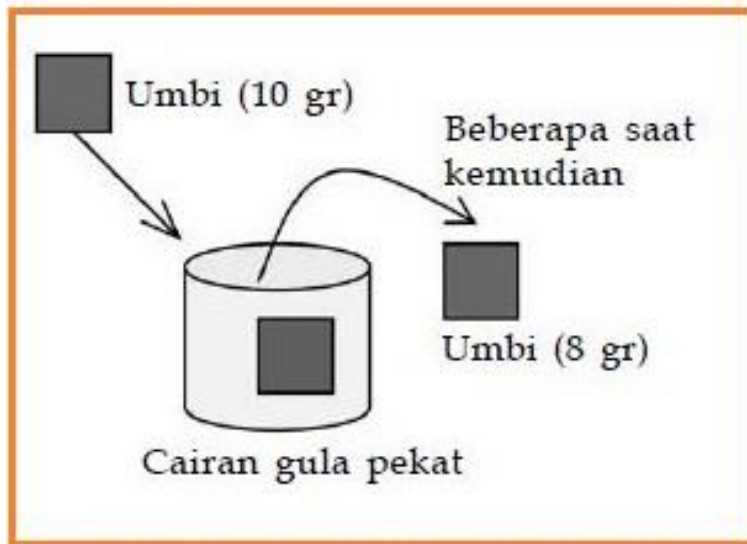 Umbi (10 gr)
Beberapa saat
kemudian
Umbi (8 gr)
Cairan gula pekat